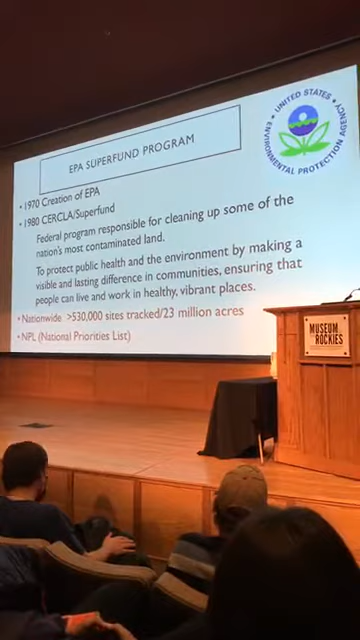 EPA SUPERFUND PROGRAM
UNITED STATES
ENVIRONMENTAL PROTECTION AGENCY
• 1970 Creation of EPA
• 1980 CERCLA/Superfund
Federal program responsible for cleaning up some of the
nation's most contaminated land.
To protect public health and the environment by making a
visible and lasting difference in communities, ensuring that
people can live and work in healthy, vibrant places.
• Nationwide >530,000 sites tracked/23 million acres
• NPL (National Priorities List)
MUSEUM
OF THE
ROCKIES